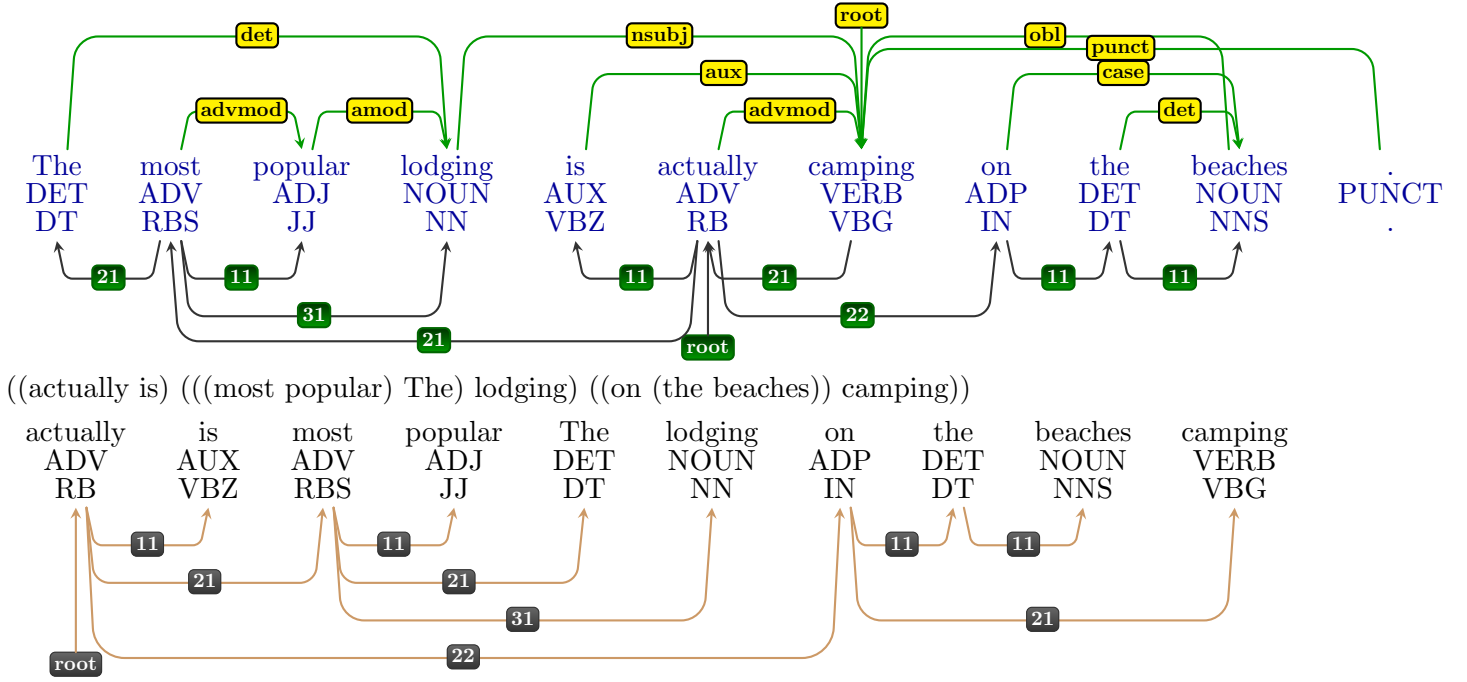 root
det nsubj obl
punct
aux case
advmod amod advmod det
The most popular lodging is actually camping on the beaches .
DET ADV ADJ NOUN AUX ADV VERB ADP DET NOUN PUNCT
DT RBS JJ NN VBZ RB VBG IN DT NNS .
21 11 11 21 11 11
31 22
21 root
((actually is) (((most popular) The) lodging) ((on (the beaches)) camping))
actually is most popular The lodging on the beaches camping
ADV AUX ADV ADJ DET NOUN ADP DET NOUN VERB
RB VBZ RBS JJ DT NN IN DT NNS VBG
11 11 11 11
21 21
31 21
root 22